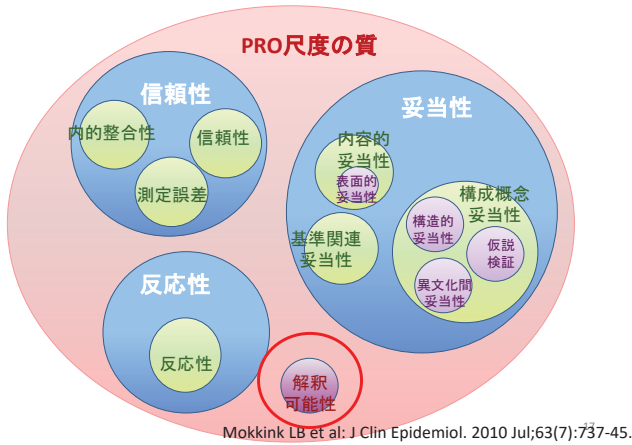 PRO尺度の質
信頼性
内的整合性
信頼性
測定誤差
妥当性
内容的
妥当性
表面的
妥当性
基準関連
妥当性
構成概念
妥当性
構造的
妥当性
仮説
検証
異文化間
妥当性
反応性
反応性
解釈
可能性
Mokkink LB et al: J Clin Epidemiol. 2010 Jul;63(7):737-45.